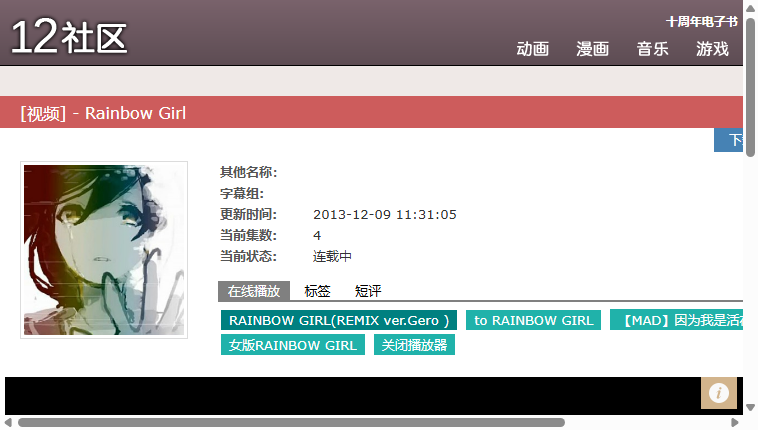 12社区
十周年电子书
动画 漫画 音乐 游戏
[视频] - Rainbow Girl
其他名称:
字幕组:
更新时间: 2013-12-09 11:31:05
当前集数: 4
当前状态: 连载中
在线播放 标签 短评
RAINBOW GIRL(REMIX ver.Gero ) to RAINBOW GIRL 【MAD】因为我是活在
女版RAINBOW GIRL 关闭播放器